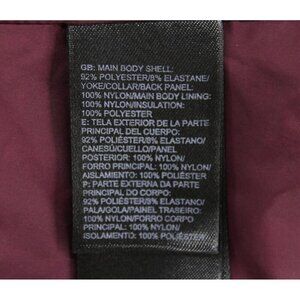 GB: MAIN BODY SHELL:
92% POLYESTER/8% ELASTANE/
YOKE/COLLAR/BACK PANEL:
100% NYLON/MAIN BODY LINING:
100% NYLON/INSULATION:
100% POLYESTER
E: TELA EXTERIOR DE LA PARTE
PRINCIPAL DEL CUERPO:
92% POLIÉSTER/8% ELASTANO/
CANESÚ/CUELLO/PANEL
POSTERIOR: 100% NYLON/
FORRO PRINCIPAL: 100% NYLON/
AISLAMIENTO: 100% POLIÉSTER
P: PARTE EXTERNA DA PARTE
PRINCIPAL DO CORPO:
92% POLIÉSTER/8% ELASTANO/
PALA/GOLA/PAINEL TRASEIRO:
100% NYLON/FORRO CORPO
PRINCIPAL: 100% NYLON/
ISOLAMENTO: 100% POLIÉSTER